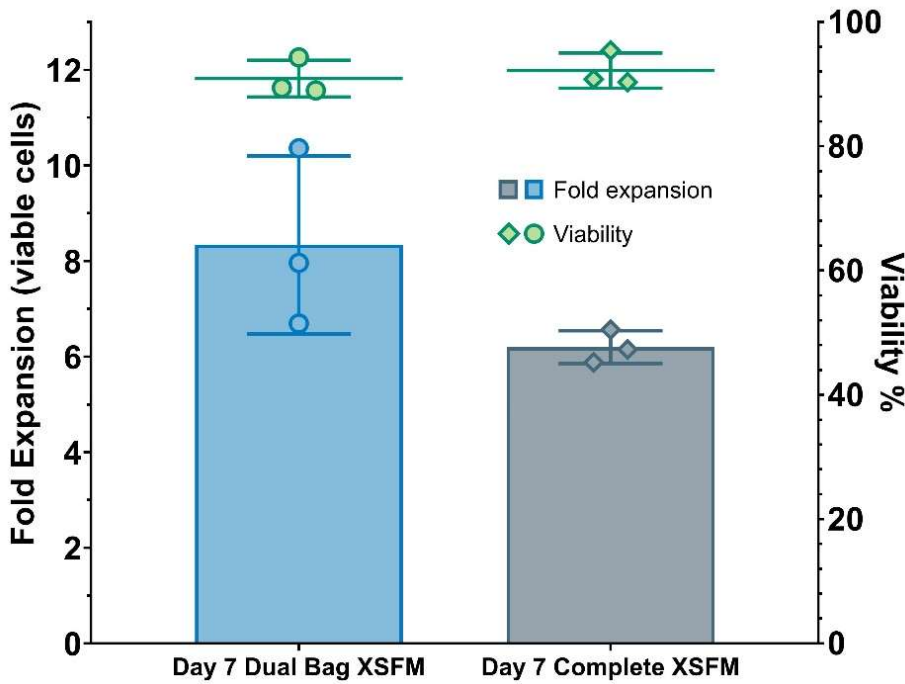 Fold Expansion (viable cells)
12
10
8
6
4
2
0
100
80
60
40
20
0
Viability %
Fold expansion
Viability
Day 7 Dual Bag XSFM
Day 7 Complete XSFM